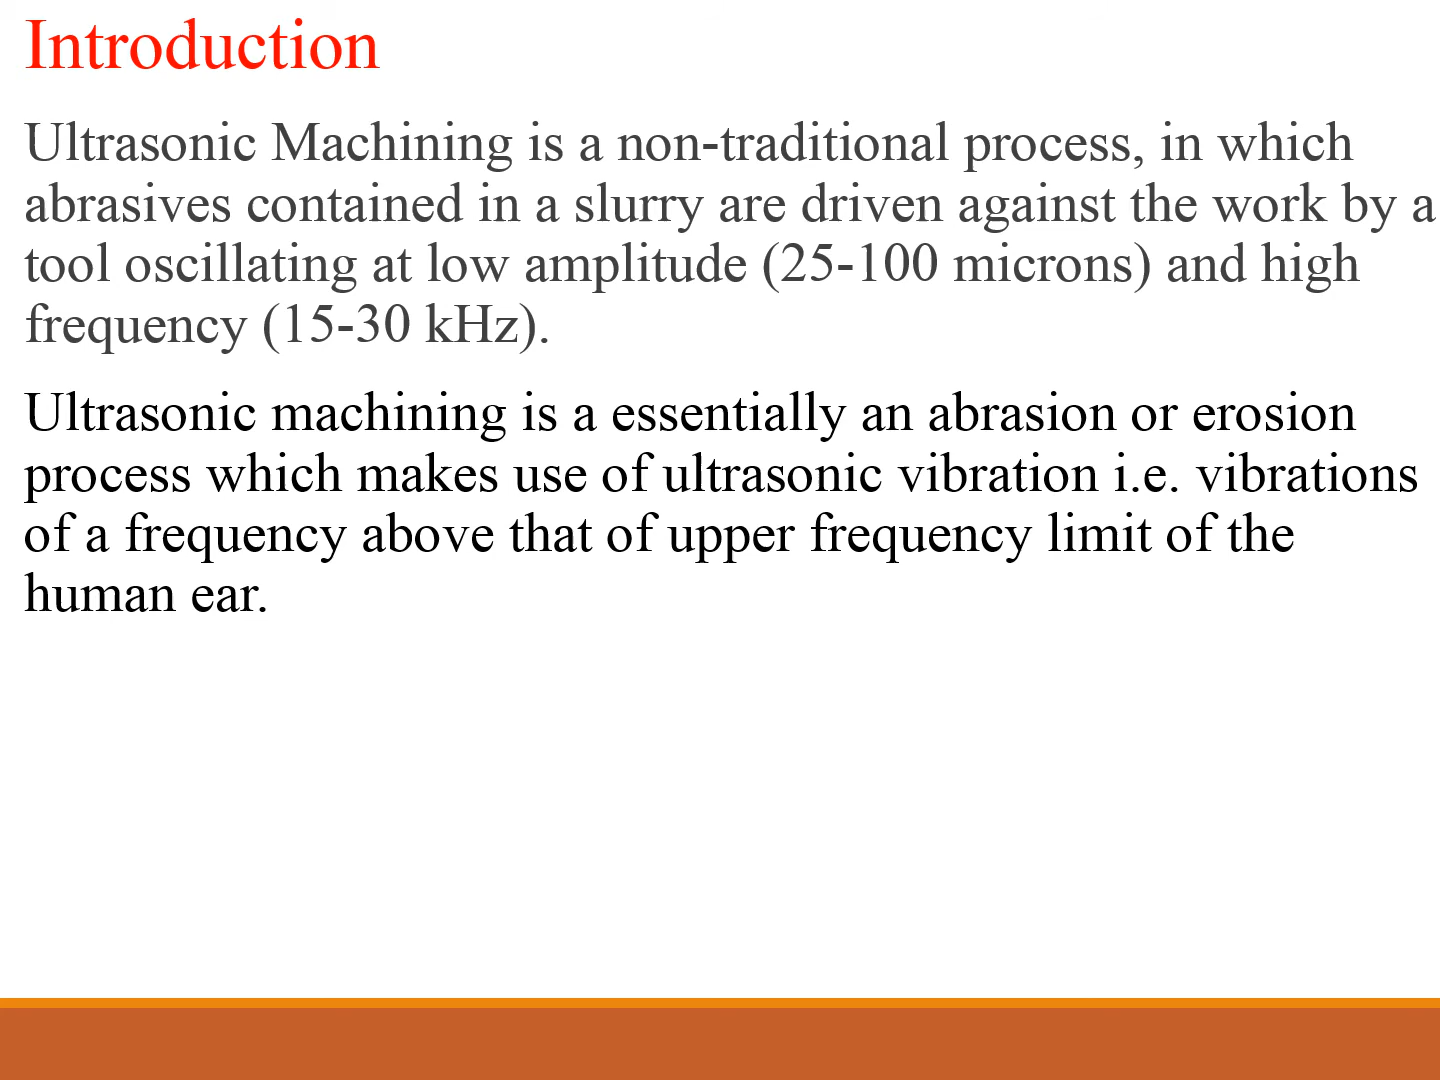 Introduction
Ultrasonic Machining is a non-traditional process, in which
abrasives contained in a slurry are driven against the work by a
tool oscillating at low amplitude (25-100 microns) and high
frequency (15-30 kHz).
Ultrasonic machining is a essentially an abrasion or erosion
process which makes use of ultrasonic vibration i.e. vibrations
of a frequency above that of upper frequency limit of the
human ear.